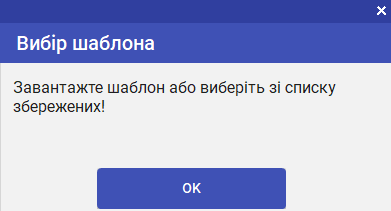 Вибір шаблона
Завантажте шаблон або виберіть зі списку
збережених!
OK